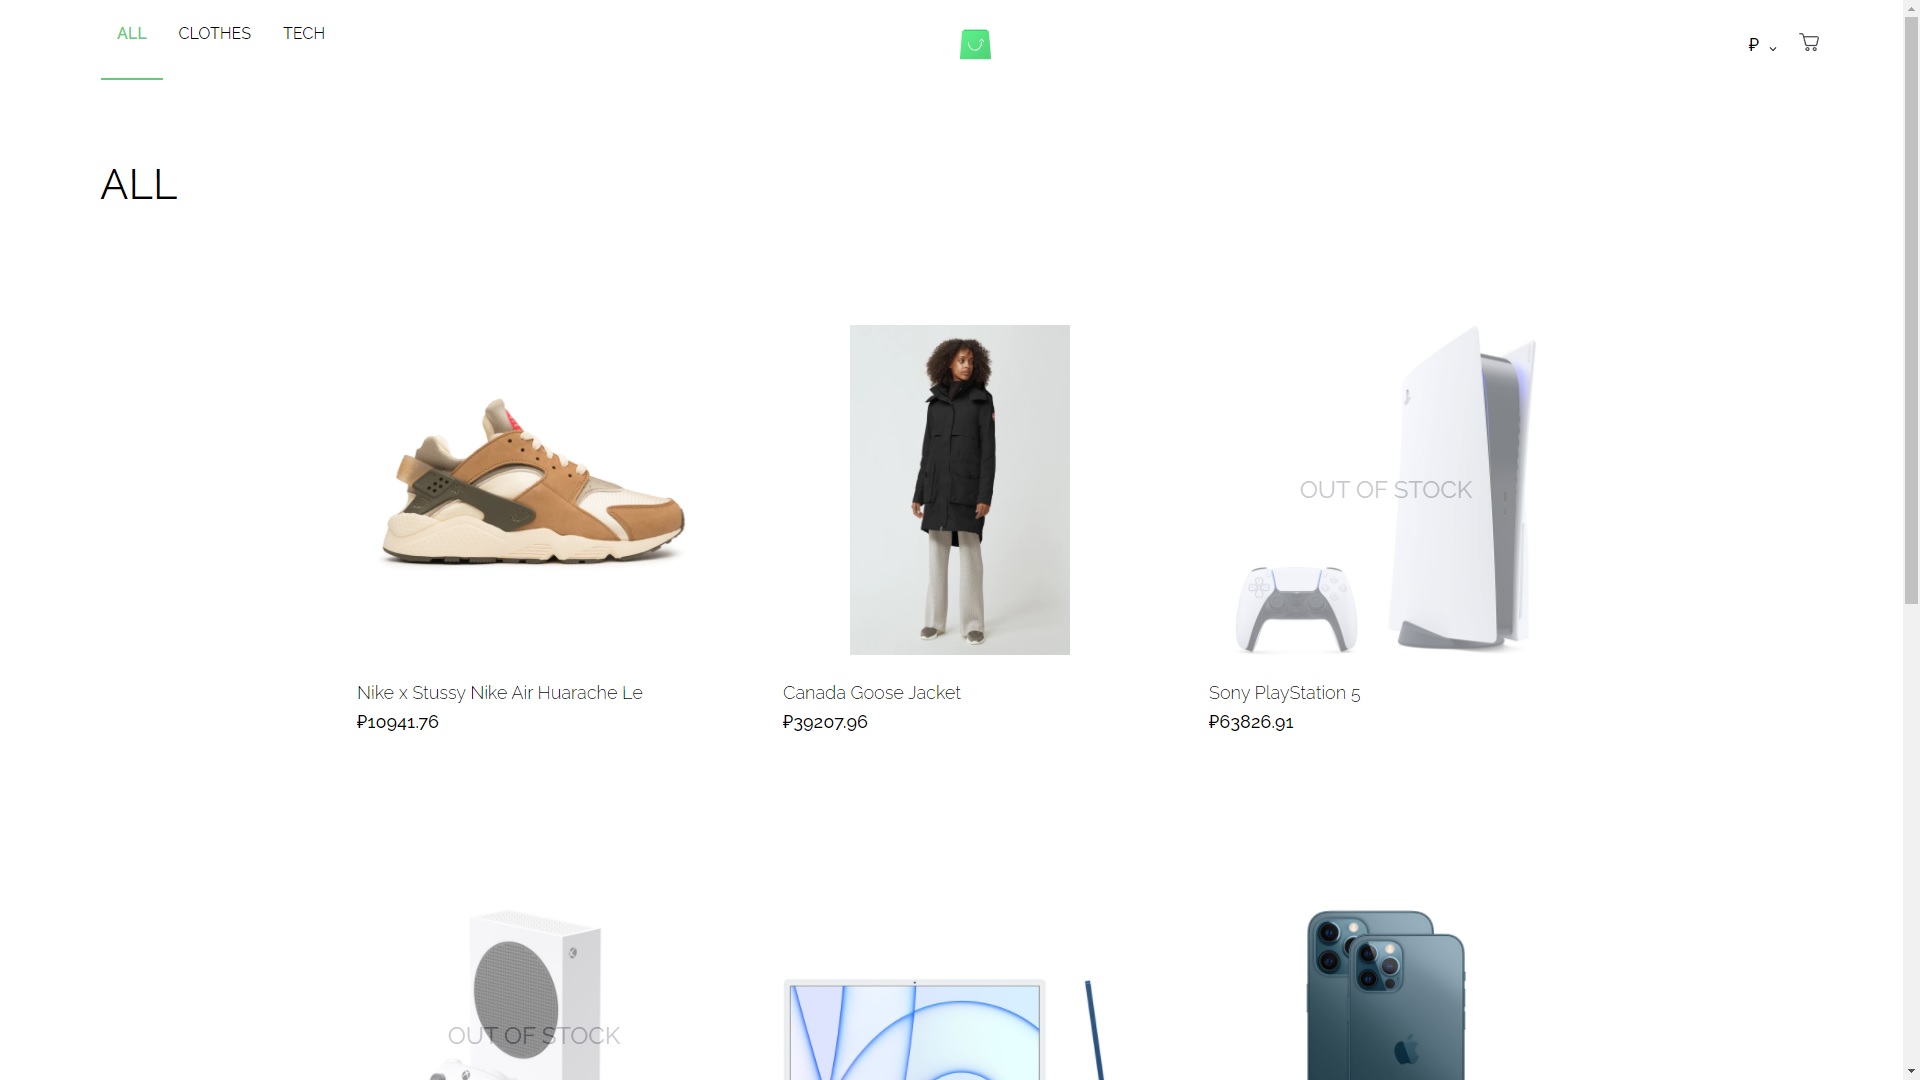 ALL
CLOTHES
TECH
₽
ALL
OUT OF STOCK
Nike x Stussy Nike Air Huarache Le
₽10941.76
Canada Goose Jacket
₽39207.96
Sony PlayStation 5
₽63826.91
OUT OF STOCK